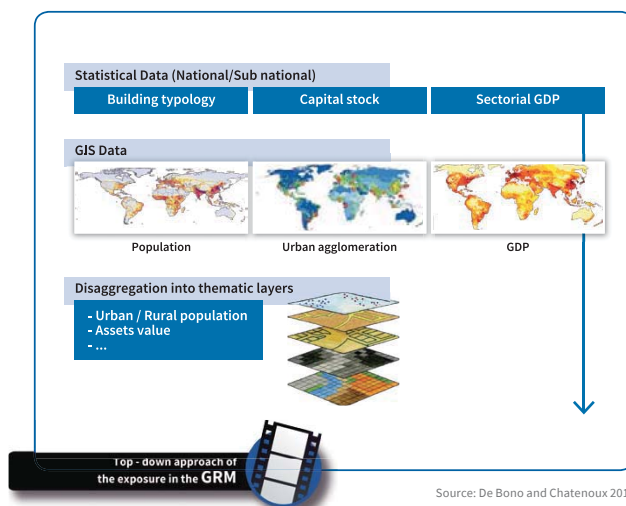 Statistical Data (National/Sub national)
Building typology
Capital stock
Sectorial GDP
GIS Data
Population
Urban agglomeration
GDP
Disaggregation into thematic layers
- Urban / Rural population
- Assets value
- ...
Top - down approach of
the exposure in the GRM
Source: De Bono and Chatenoux 201